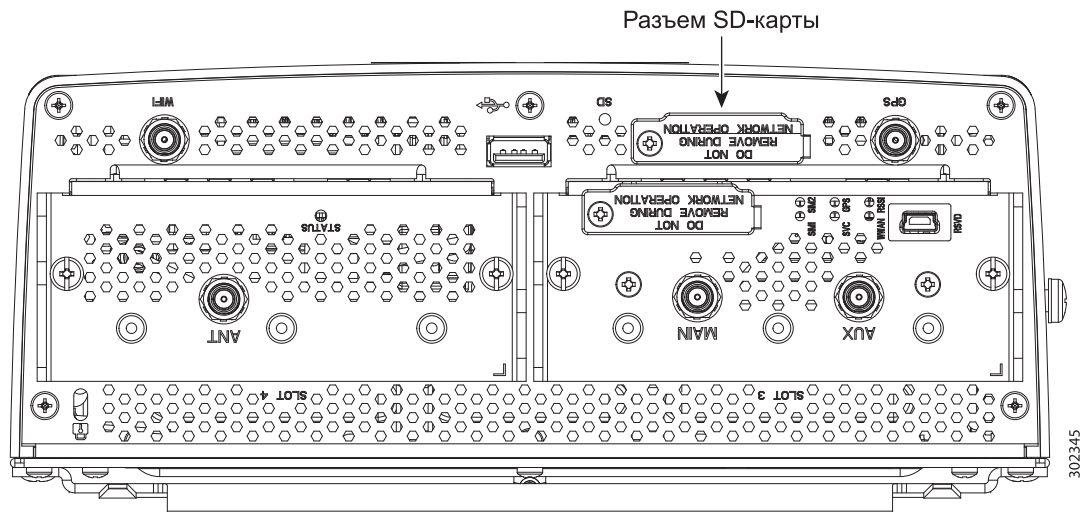 Разъем SD-карты
WIFI
SD
GPS
DO NOT
REMOVE DURING
NETWORK OPERATION
DO NOT
REMOVE DURING
NETWORK OPERATION
STATUS
SIM1 SIM2
SVC GPS
WWAN RSSI
RSVD
ANT
MAIN
AUX
SLOT 4
SLOT 3
302345